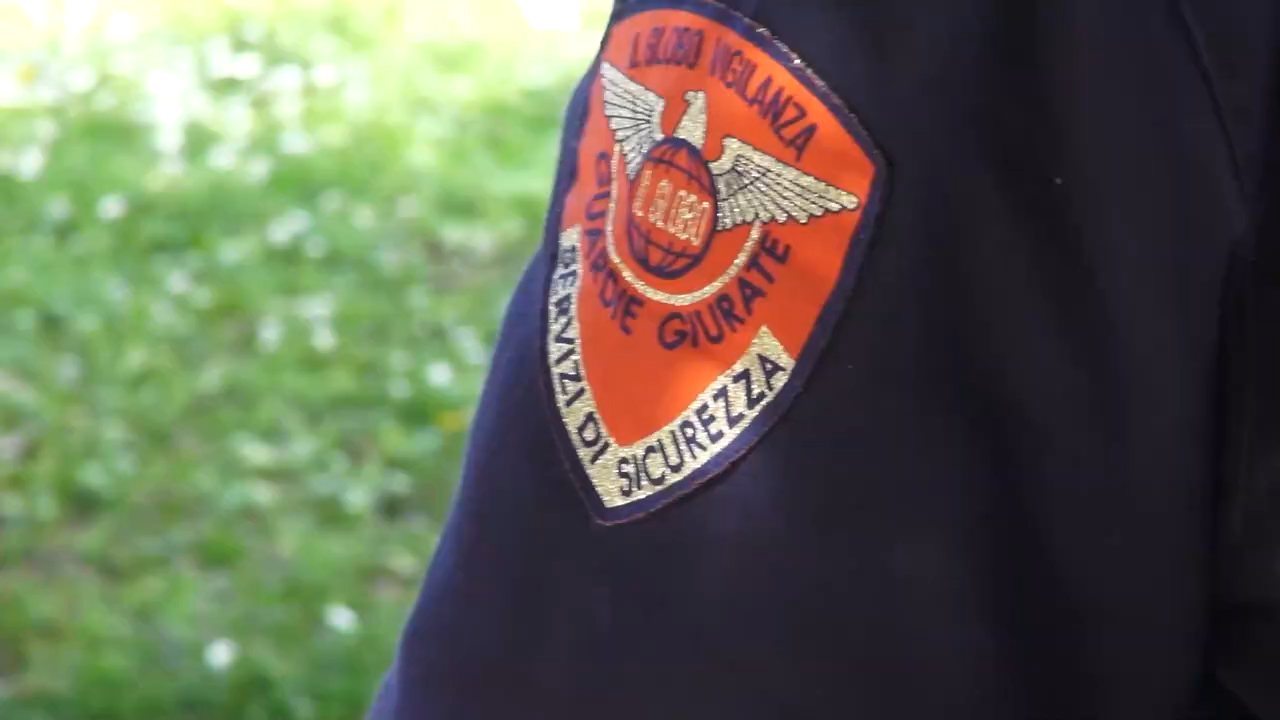 IL GLOBO VIGILANZA
IL GLOBO
GUARDIE GIURATE
SERVIZI DI SICUREZZA